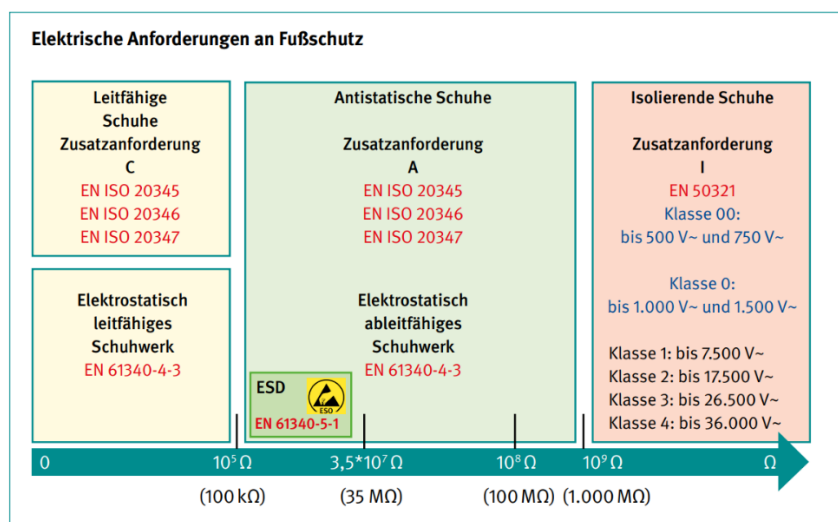 Elektrische Anforderungen an Fußschutz
Leitfähige
Schuhe
Zusatzanforderung
C
EN ISO 20345
EN ISO 20346
EN ISO 20347
Elektrostatisch
leitfähiges
Schuhwerk
EN 61340-4-3
Antistatische Schuhe
Zusatzanforderung
A
EN ISO 20345
EN ISO 20346
EN ISO 20347
Elektrostatisch
ableitfähiges
Schuhwerk
EN 61340-4-3
ESD
ESD
EN 61340-5-1
Isolierende Schuhe
Zusatzanforderung
I
EN 50321
Klasse 00:
bis 500 V~ und 750 V~
Klasse 0:
bis 1.000 V~ und 1.500 V~
Klasse 1: bis 7.500 V~
Klasse 2: bis 17.500 V~
Klasse 3: bis 26.500 V~
Klasse 4: bis 36.000 V~
0 10⁵ Ω 3,5*10⁷ Ω 10⁸ Ω 10⁹ Ω Ω
(100 kΩ) (35 MΩ) (100 MΩ) (1.000 MΩ)